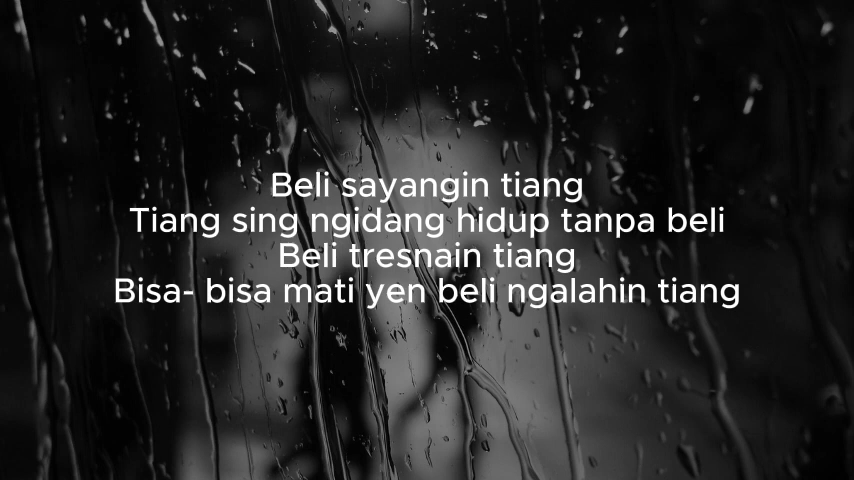 Beli sayangin tiang
Tiang sing ngidang hidup tanpa beli
Beli tresnain tiang
Bisa- bisa mati yen beli ngalahin tiang